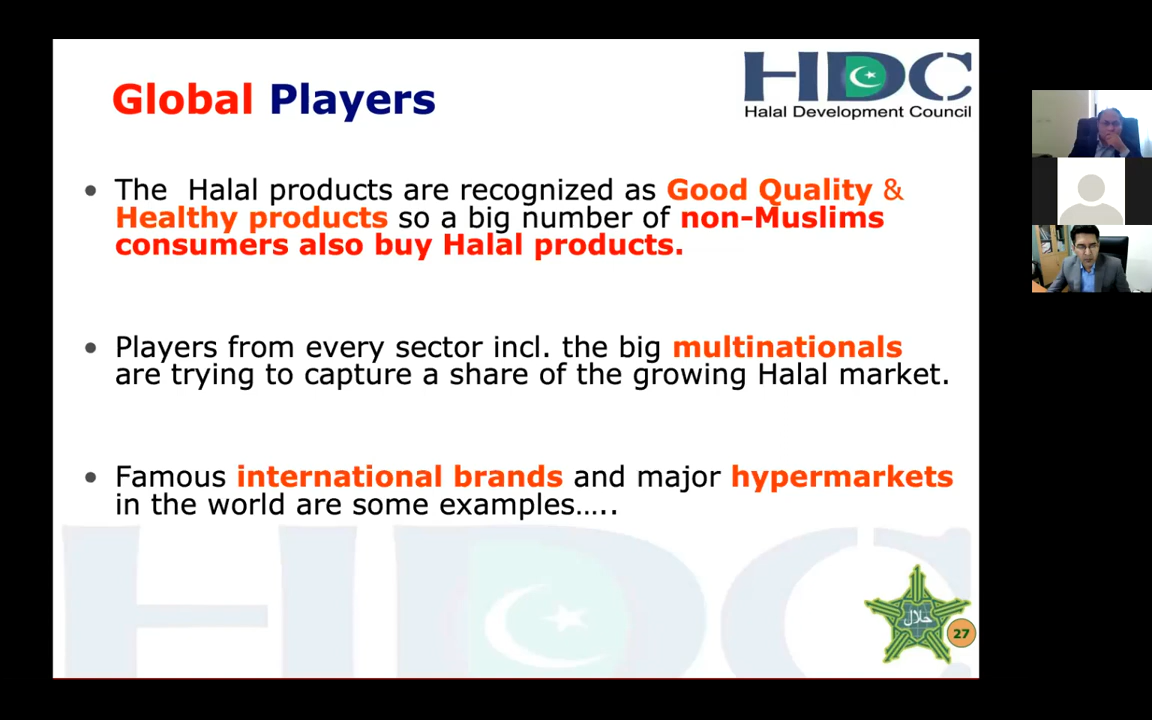 Global Players
HDC
Halal Development Council
• The  Halal products are recognized as Good Quality &
Healthy products so a big number of non-Muslims
consumers also buy Halal products.
• Players from every sector incl. the big multinationals
are trying to capture a share of the growing Halal market.
• Famous international brands and major hypermarkets
in the world are some examples…..
HDC
حلال
27